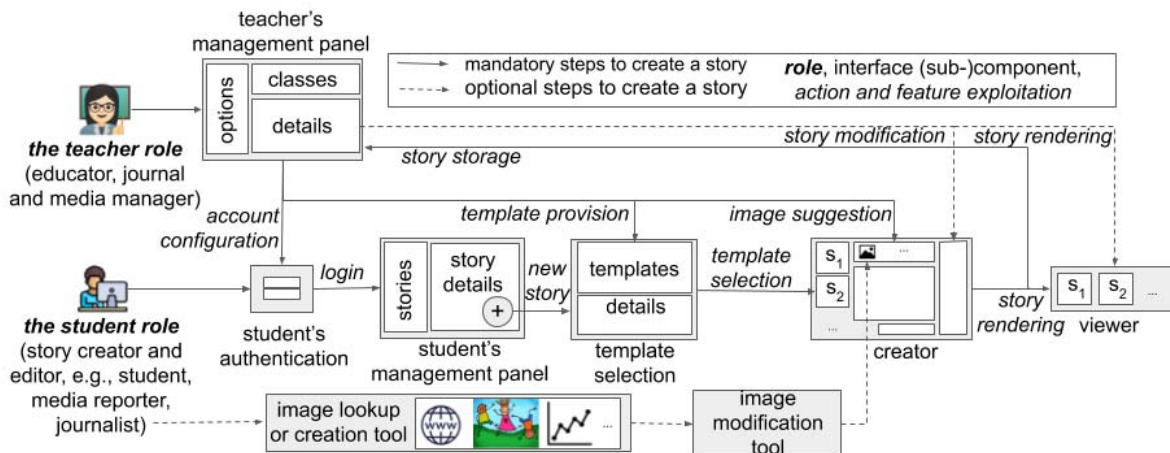 teacher's
management panel
options
classes
details
mandatory steps to create a story
optional steps to create a story
role, interface (sub-)component,
action and feature exploitation
the teacher role
(educator, journal
and media manager)
story modification
story rendering
story storage
account
configuration
template provision
image suggestion
the student role
(story creator and
editor, e.g., student,
media reporter,
journalist)
login
student's
authentication
stories
story
details
+
student's
management panel
new
story
templates
details
template
selection
template
selection
s1
s2
...
...
creator
story
rendering
s1
s2
...
viewer
image lookup
or creation tool
www
...
image
modification
tool